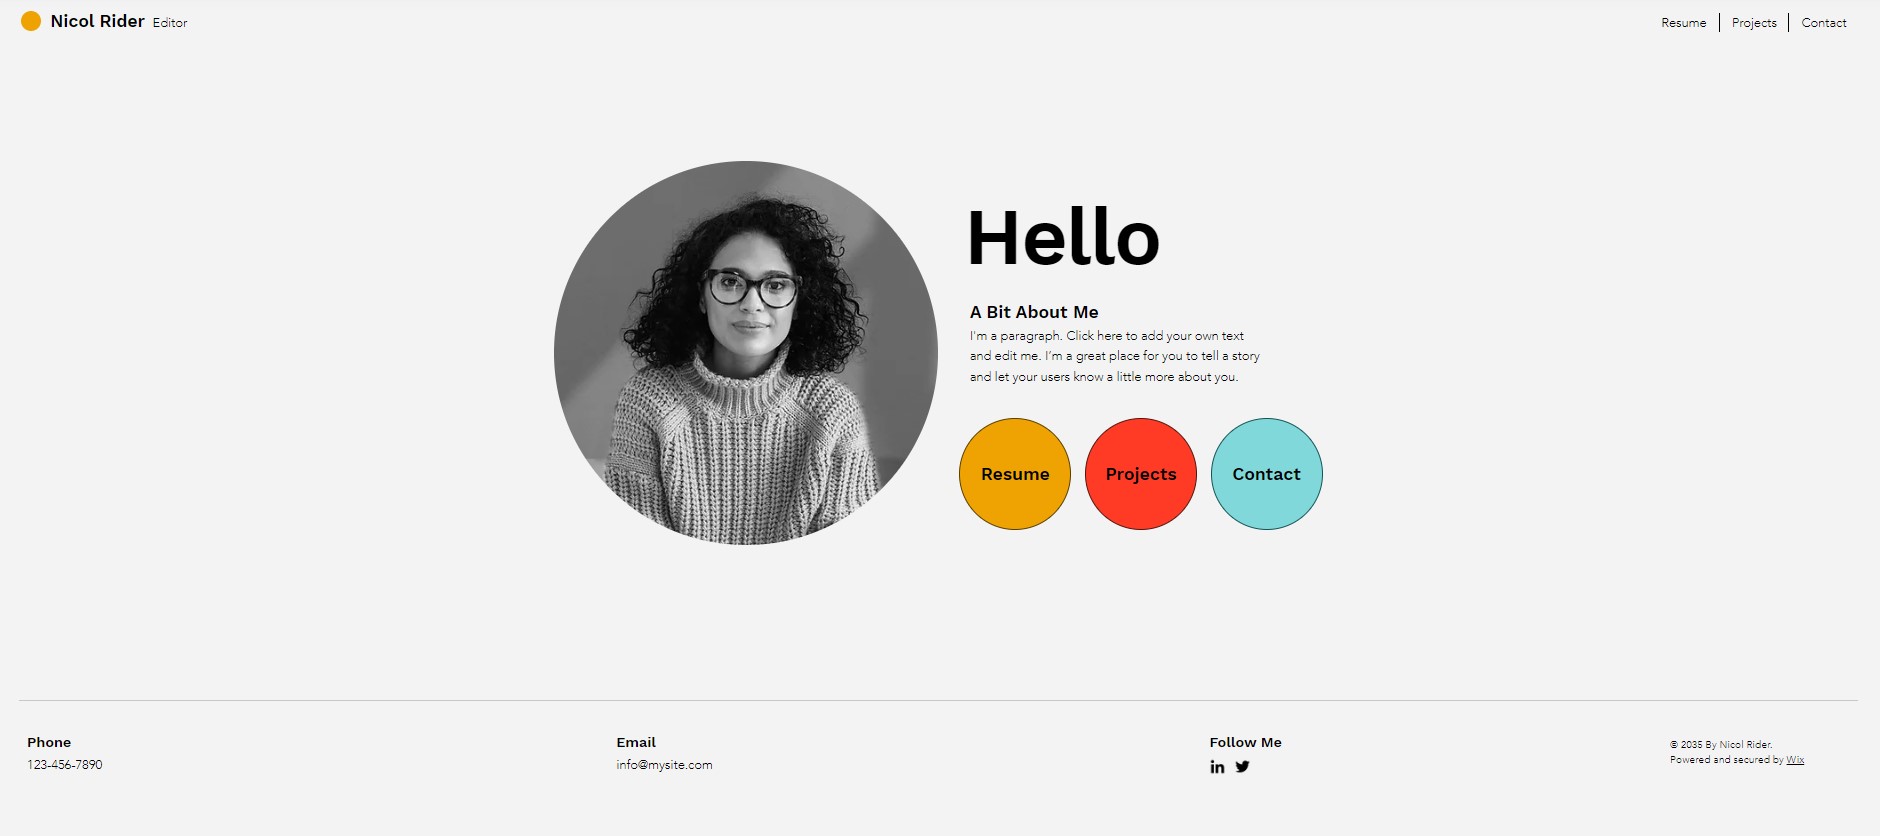 Nicol Rider Editor
Resume
Projects
Contact
Hello
A Bit About Me
I'm a paragraph. Click here to add your own text
and edit me. I'm a great place for you to tell a story
and let your users know a little more about you.
Resume
Projects
Contact
Phone
123-456-7890
Email
info@mysite.com
Follow Me
in
© 2035 By Nicol Rider.
Powered and secured by Wix